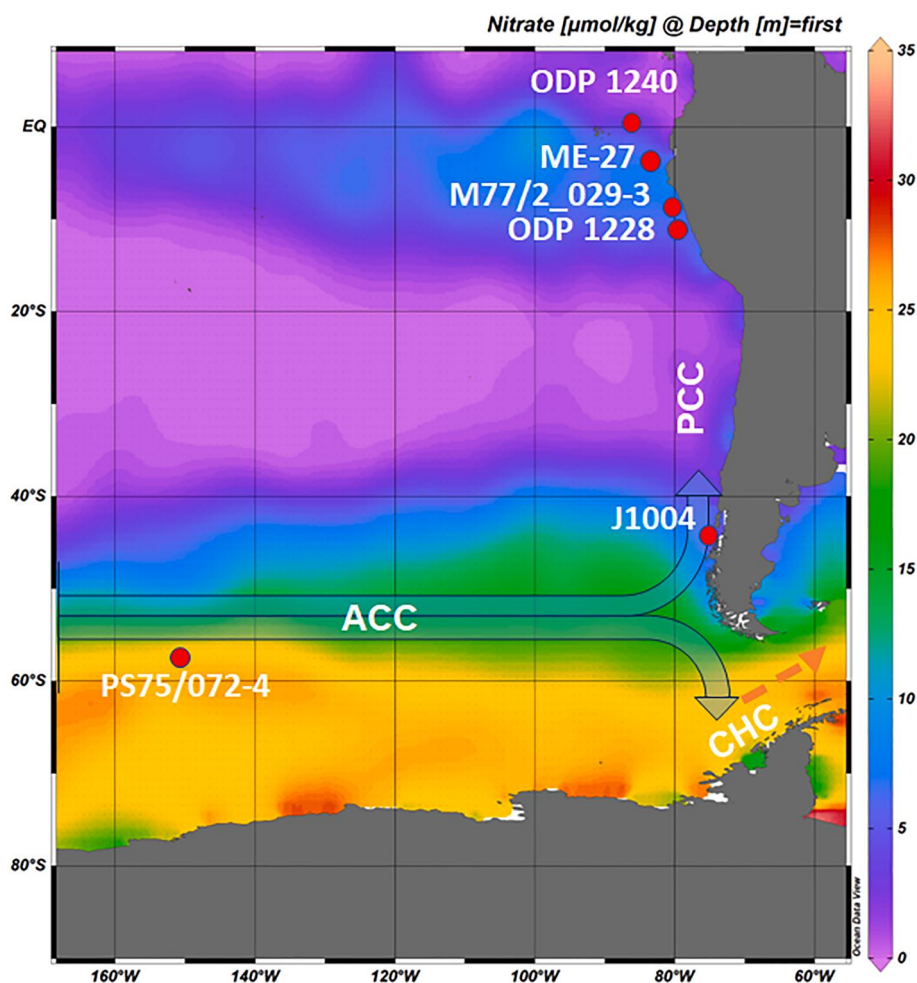 Nitrate [µmol/kg] @ Depth [m]=first
ODP 1240
ME-27
M77/2_029-3
ODP 1228
PCC
J1004
ACC
PS75/072-4
CHC
EQ
20°S
40°S
60°S
80°S
160°W
140°W
120°W
100°W
80°W
60°W
35
30
25
20
15
10
5
0
Ocean Data View